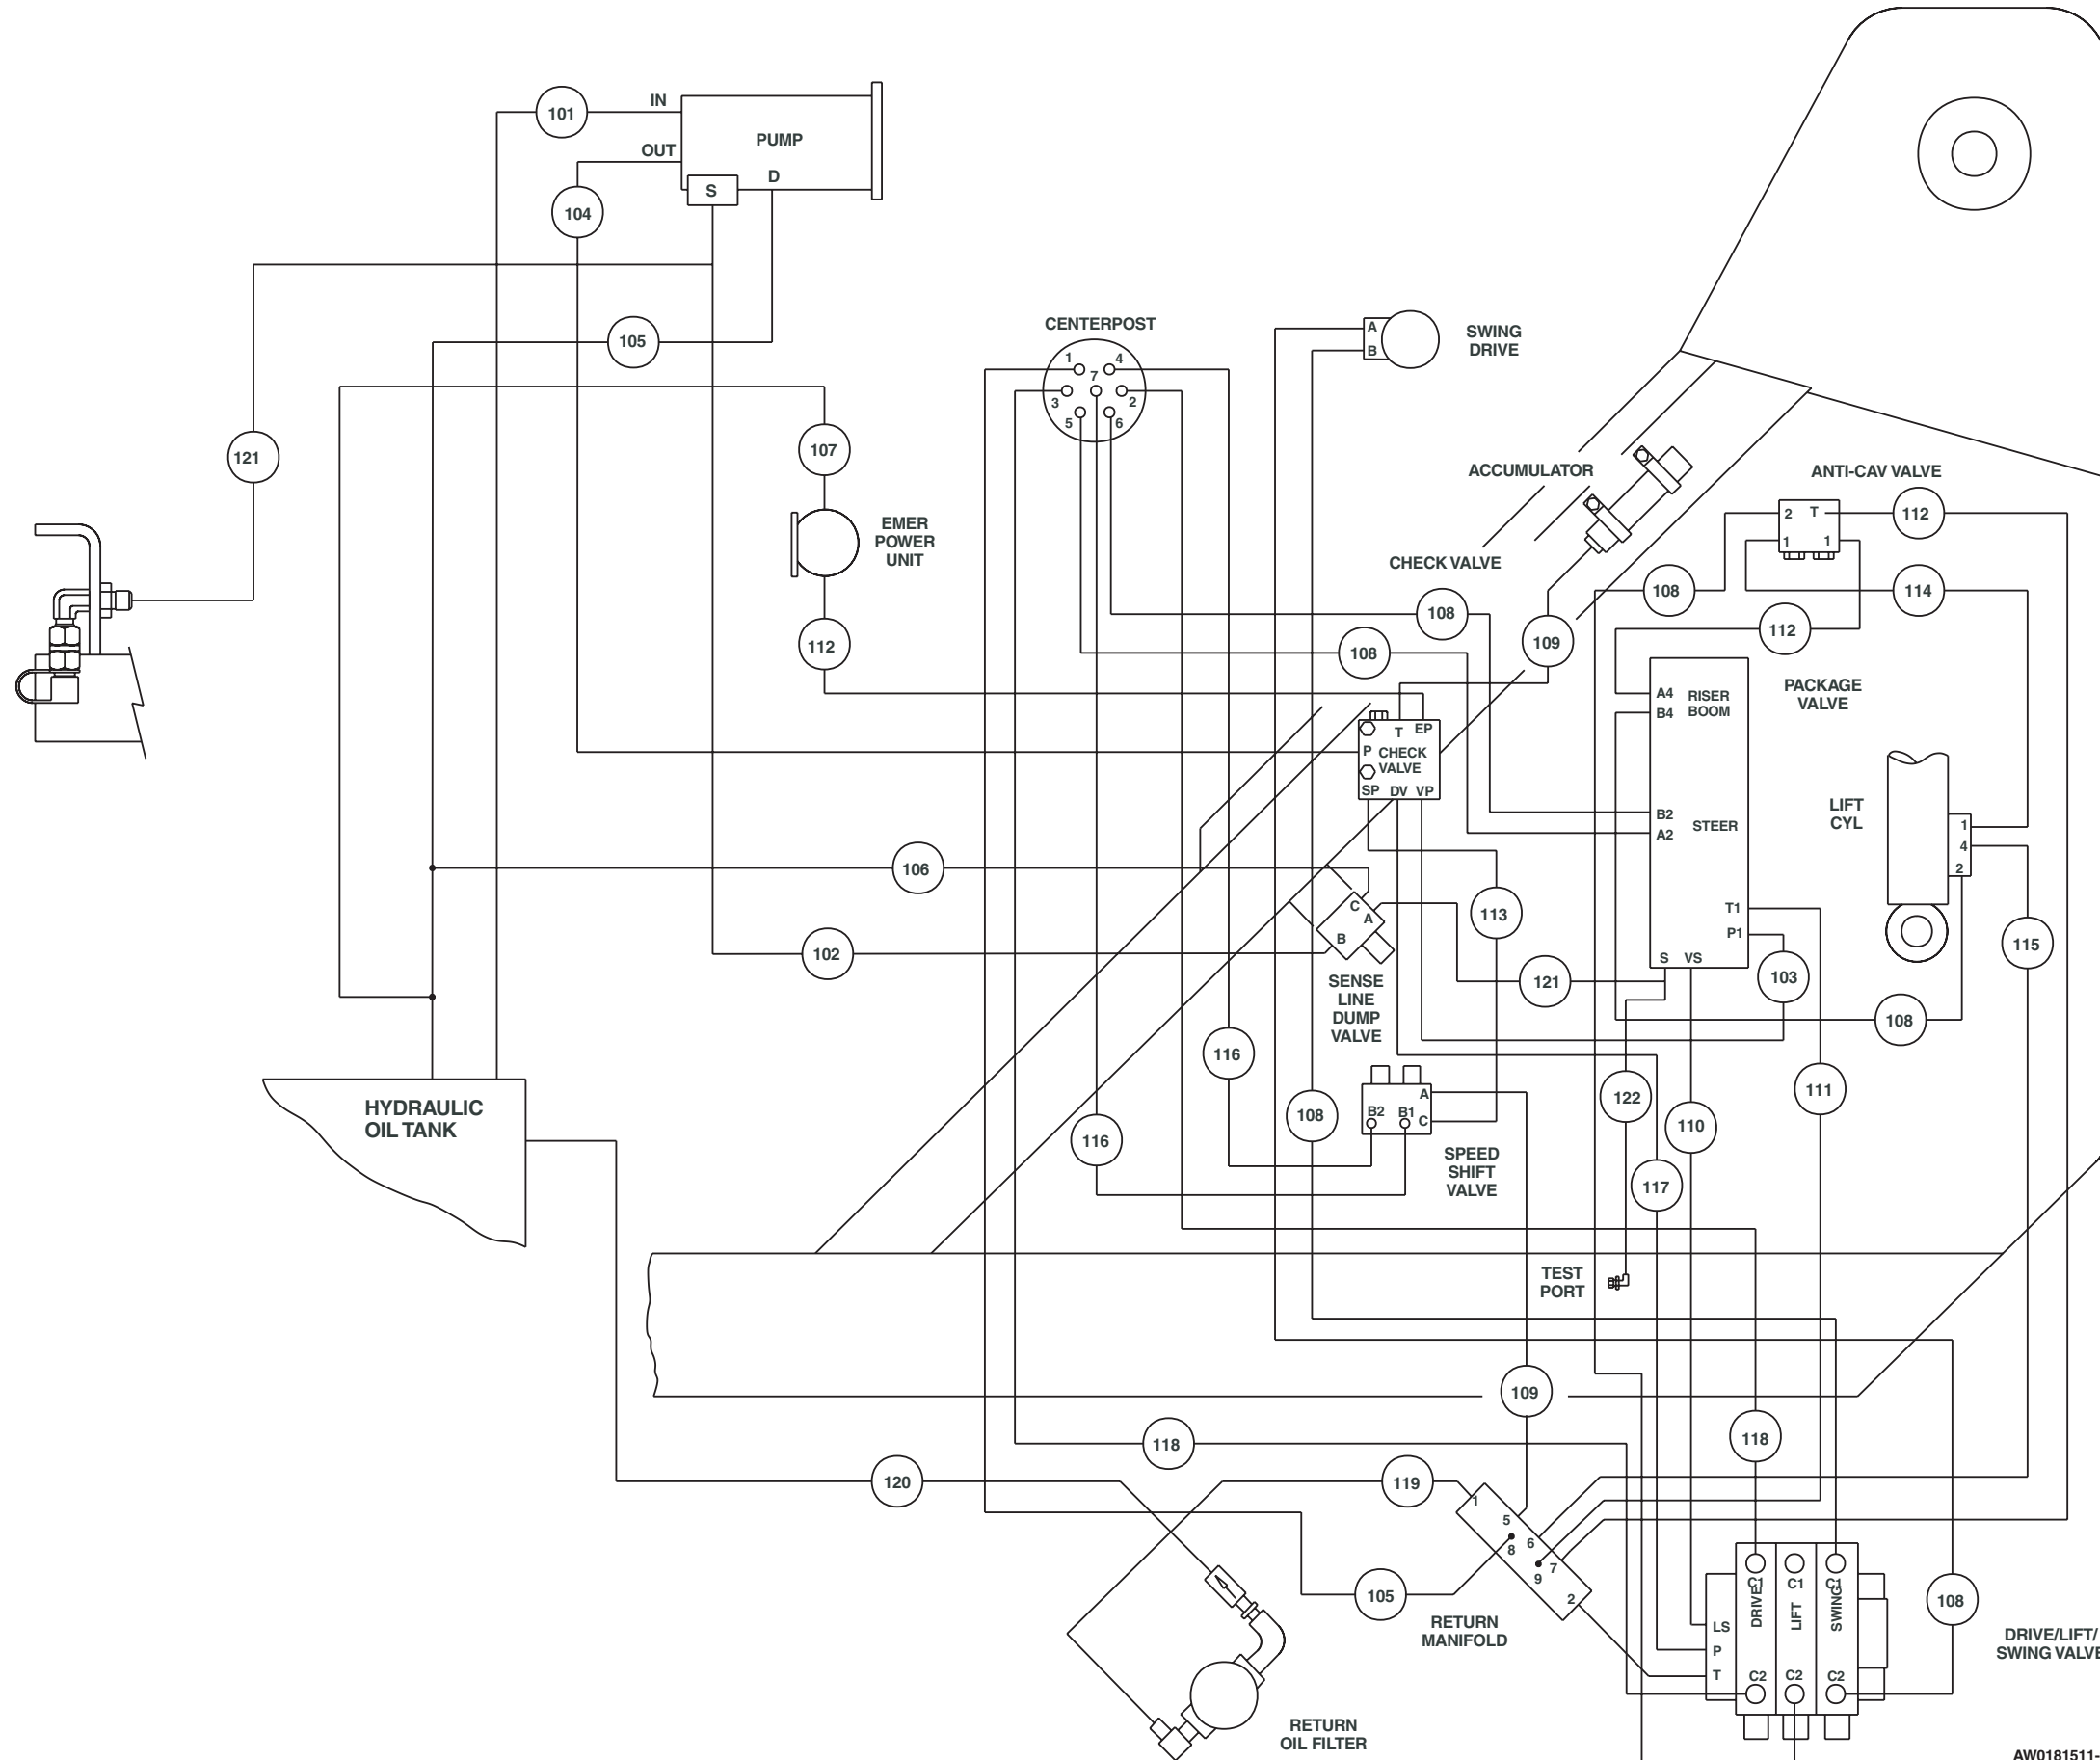 IN
101
PUMP
OUT
D
S
104
105
CENTERPOST
1
4
7
3
2
5
6
A
B
SWING
DRIVE
121
107
EMER
POWER
UNIT
112
ACCUMULATOR
ANTI-CAV VALVE
2
T
112
1
1
CHECK VALVE
108
114
108
109
112
108
PACKAGE
VALVE
A4
RISER
BOOM
B4
T
EP
P
CHECK
VALVE
SP
DV
VP
B2
STEER
A2
LIFT
CYL
1
4
2
106
C
A
B
113
T1
P1
102
S
VS
103
115
121
SENSE
LINE
DUMP
VALVE
108
116
111
122
HYDRAULIC
OIL TANK
A
B2
B1
C
108
110
116
SPEED
SHIFT
VALVE
117
TEST
PORT
109
118
118
120
119
1
5
6
8
7
9
2
105
RETURN
MANIFOLD
C1
C1
C1
DRIVE
LIFT
SWING
LS
P
T
C2
C2
C2
108
DRIVE/LIFT/
SWING VALVE
RETURN
OIL FILTER
AW0181511-